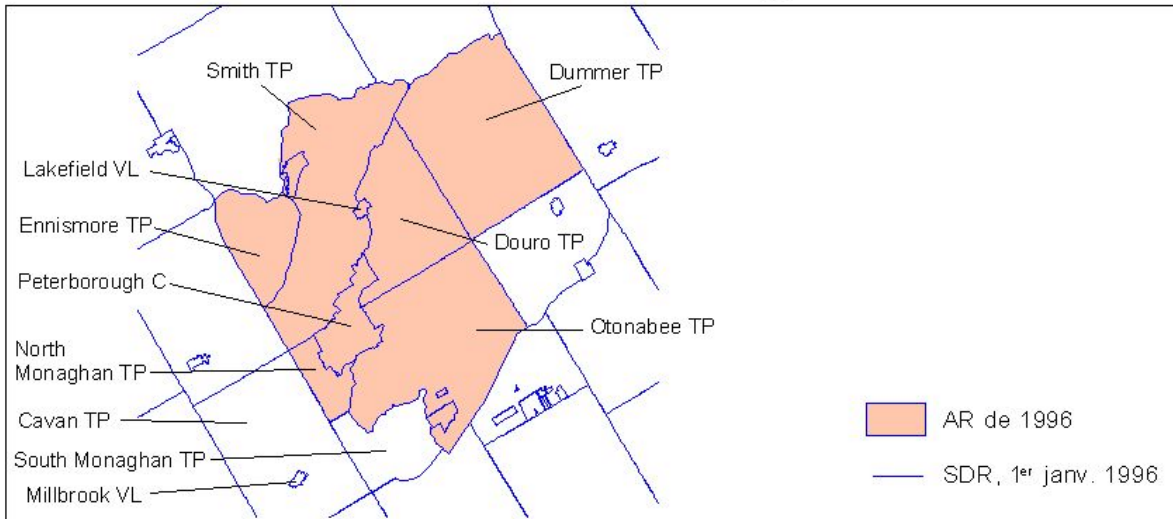 Smith TP
Dummer TP
Lakefield VL
Ennismore TP
Douro TP
Peterborough C
Otonabee TP
North
Monaghan TP
Cavan TP
South Monaghan TP
Millbrook VL
AR de 1996
SDR, 1er janv. 1996